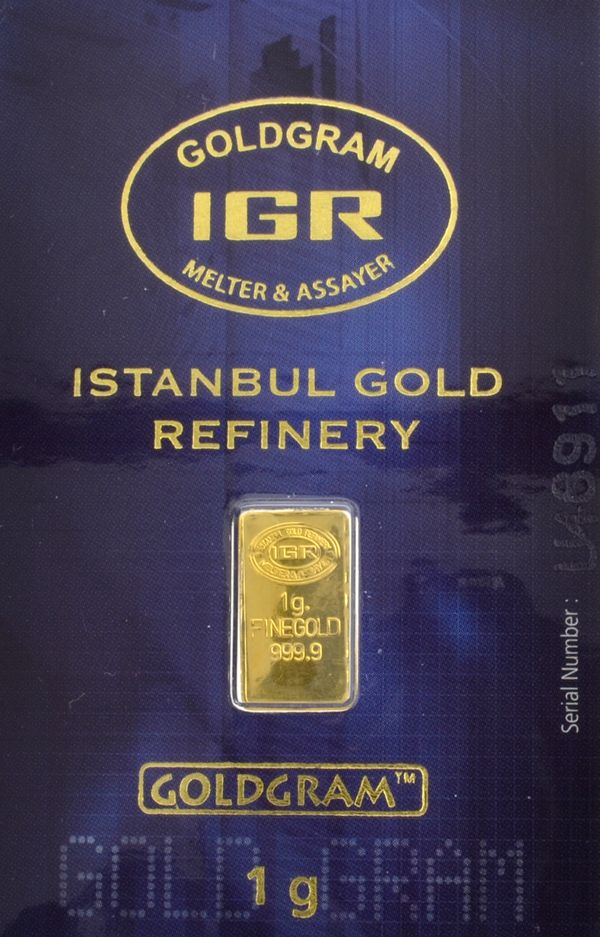 GOLDGRAM
IGR
MELTER & ASSAYER
ISTANBUL GOLD
REFINERY
IGR
1g.
FINEGOLD
999.9
Serial Number :
GOLDGRAM™
GOLD GRAM
1 g